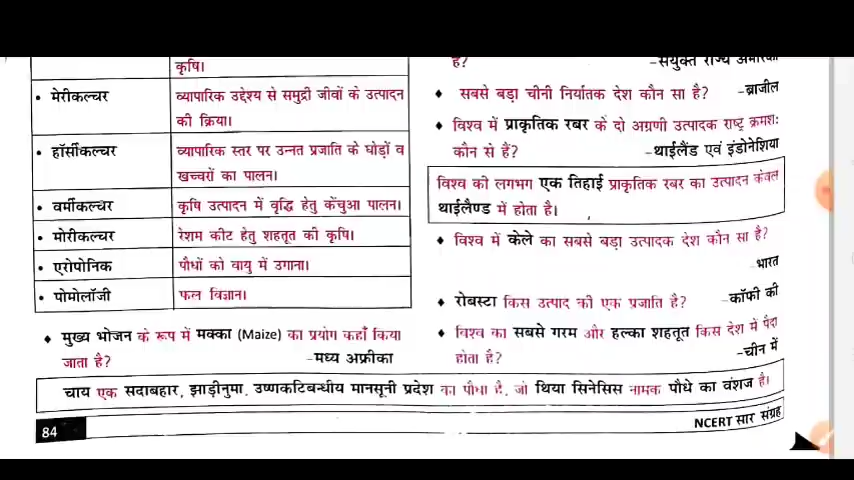 कृषि।
• मेरीकल्चर
व्यापारिक उद्देश्य से समुद्री जीवों के उत्पादन
की क्रिया।
• हॉर्सीकल्चर
व्यापारिक स्तर पर उन्नत प्रजाति के घोड़ों व
खच्चरों का पालन।
• वर्मीकल्चर
कृषि उत्पादन में वृद्धि हेतु केंचुआ पालन।
• मोरीकल्चर
रेशम कीट हेतु शहतूत की कृषि।
• एरोपोनिक
पौधों को वायु में उगाना।
• पोमोलॉजी
फल विज्ञान।
♦ मुख्य भोजन के रूप में मक्का (Maize) का प्रयोग कहाँ किया
जाता है?
–मध्य अफ्रीका
है?
–संयुक्त राज्य अमेरिका
♦ सबसे बड़ा चीनी निर्यातक देश कौन सा है? –ब्राजील
♦ विश्व में प्राकृतिक रबर के दो अग्रणी उत्पादक राष्ट्र क्रमशः
कौन से हैं? –थाईलैंड एवं इंडोनेशिया
विश्व की लगभग एक तिहाई प्राकृतिक रबर का उत्पादन केवल
थाईलैण्ड में होता है।
♦ विश्व में केले का सबसे बड़ा उत्पादक देश कौन सा है?
–भारत
♦ रोबस्टा किस उत्पाद की एक प्रजाति है? –कॉफी की
♦ विश्व का सबसे गरम और हल्का शहतूत किस देश में पैदा
होता है? –चीन में
चाय एक सदाबहार, झाड़ीनुमा, उष्णकटिबन्धीय मानसूनी प्रदेश का पौधा है, जो थिया सिनेसिस नामक पौधे का वंशज है।
84
NCERT सार संग्रह